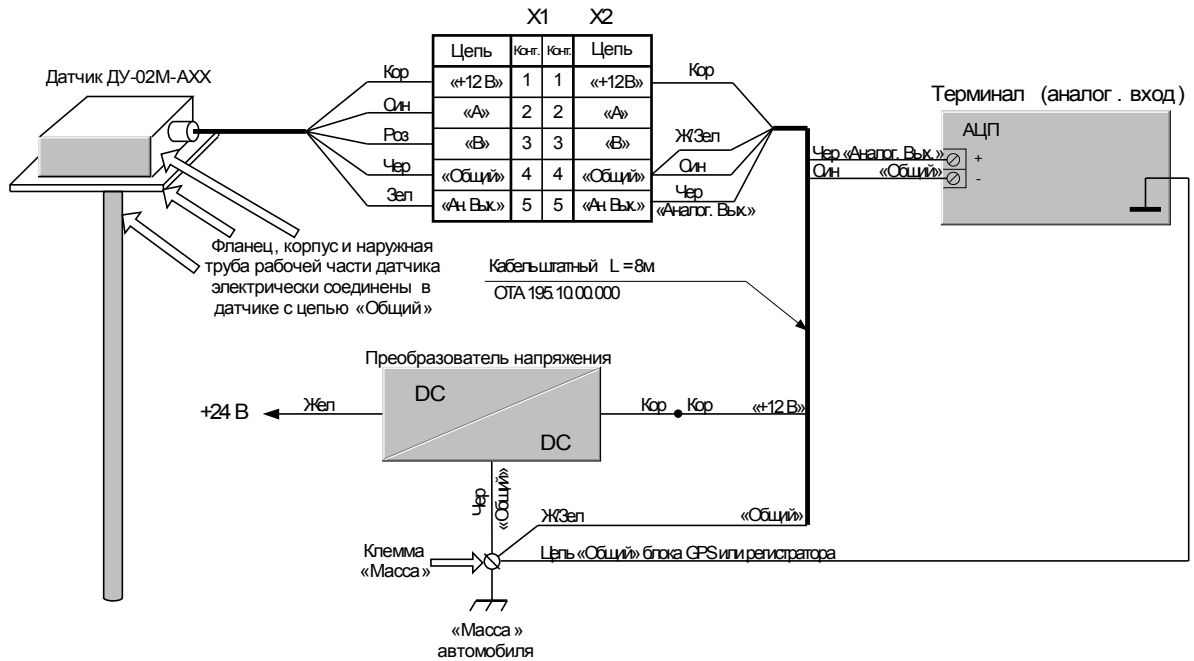 X1 X2
Цепь Конт. Конт. Цепь
«+12 В» 1 1 «+12В»
«А» 2 2 «А»
«В» 3 3 «В»
«Общий» 4 4 «Общий»
«Ан. Вых.» 5 5 «Ан. Вых.»
Датчик ДУ-02М-АХХ
Кор
Син
Роз
Чер
Зел
Кор
Ж/Зел
Син
Чер
«Аналог. Вых.»
Терминал (аналог. вход)
АЦП
Чер «Аналог. Вых.» +
Син «Общий» -
Фланец, корпус и наружная
труба рабочей части датчика
электрически соединены в
датчике с цепью «Общий»
Кабель штатный L = 8м
ОТА 195.10.00.000
Преобразователь напряжения
DC
DC
+24 В
Жел
Кор Кор «+12 В»
Чер
«Общий»
Ж/Зел «Общий»
Клемма
«Масса»
Цепь «Общий» блока GPS или регистратора
«Масса»
автомобиля